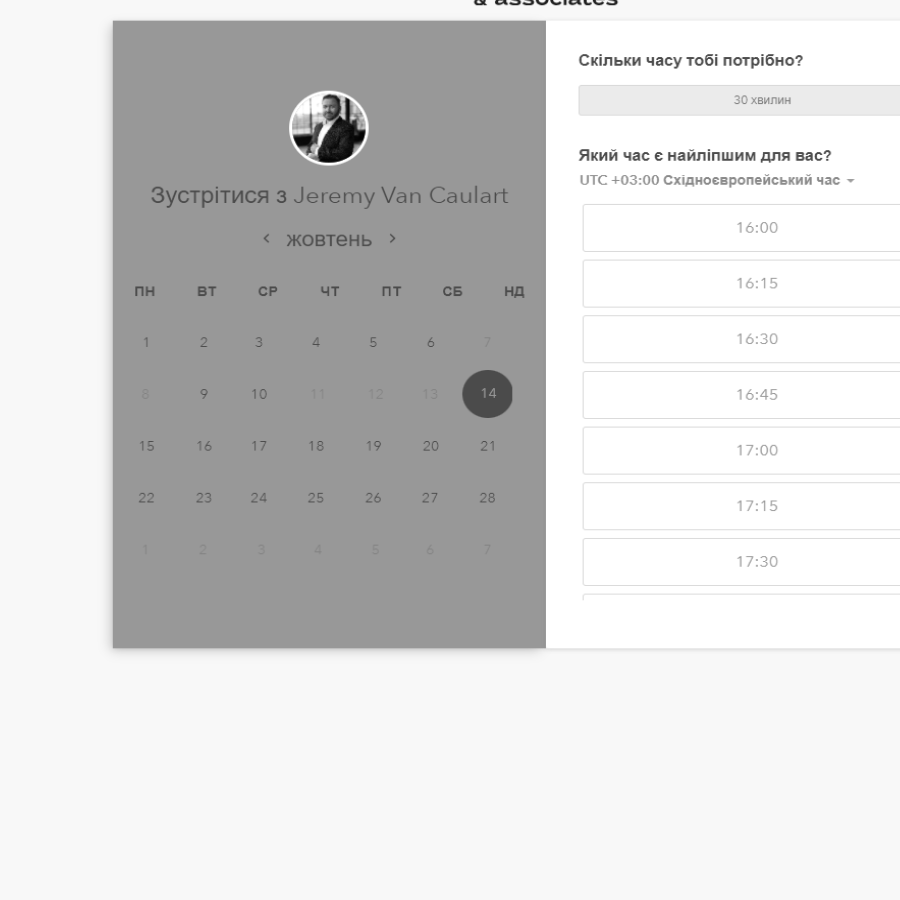 & associates
Зустрітися з Jeremy Van Caulart
‹ жовтень ›
ПН ВТ СР ЧТ ПТ СБ НД
1 2 3 4 5 6 7
8 9 10 11 12 13 14
15 16 17 18 19 20 21
22 23 24 25 26 27 28
1 2 3 4 5 6 7
Скільки часу тобі потрібно?
30 хвилин
Який час є найліпшим для вас?
UTC +03:00 Східноєвропейський час
16:00
16:15
16:30
16:45
17:00
17:15
17:30